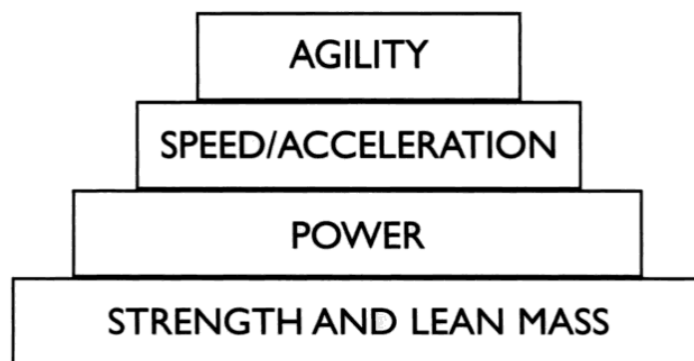 AGILITY
SPEED/ACCELERATION
POWER
STRENGTH AND LEAN MASS